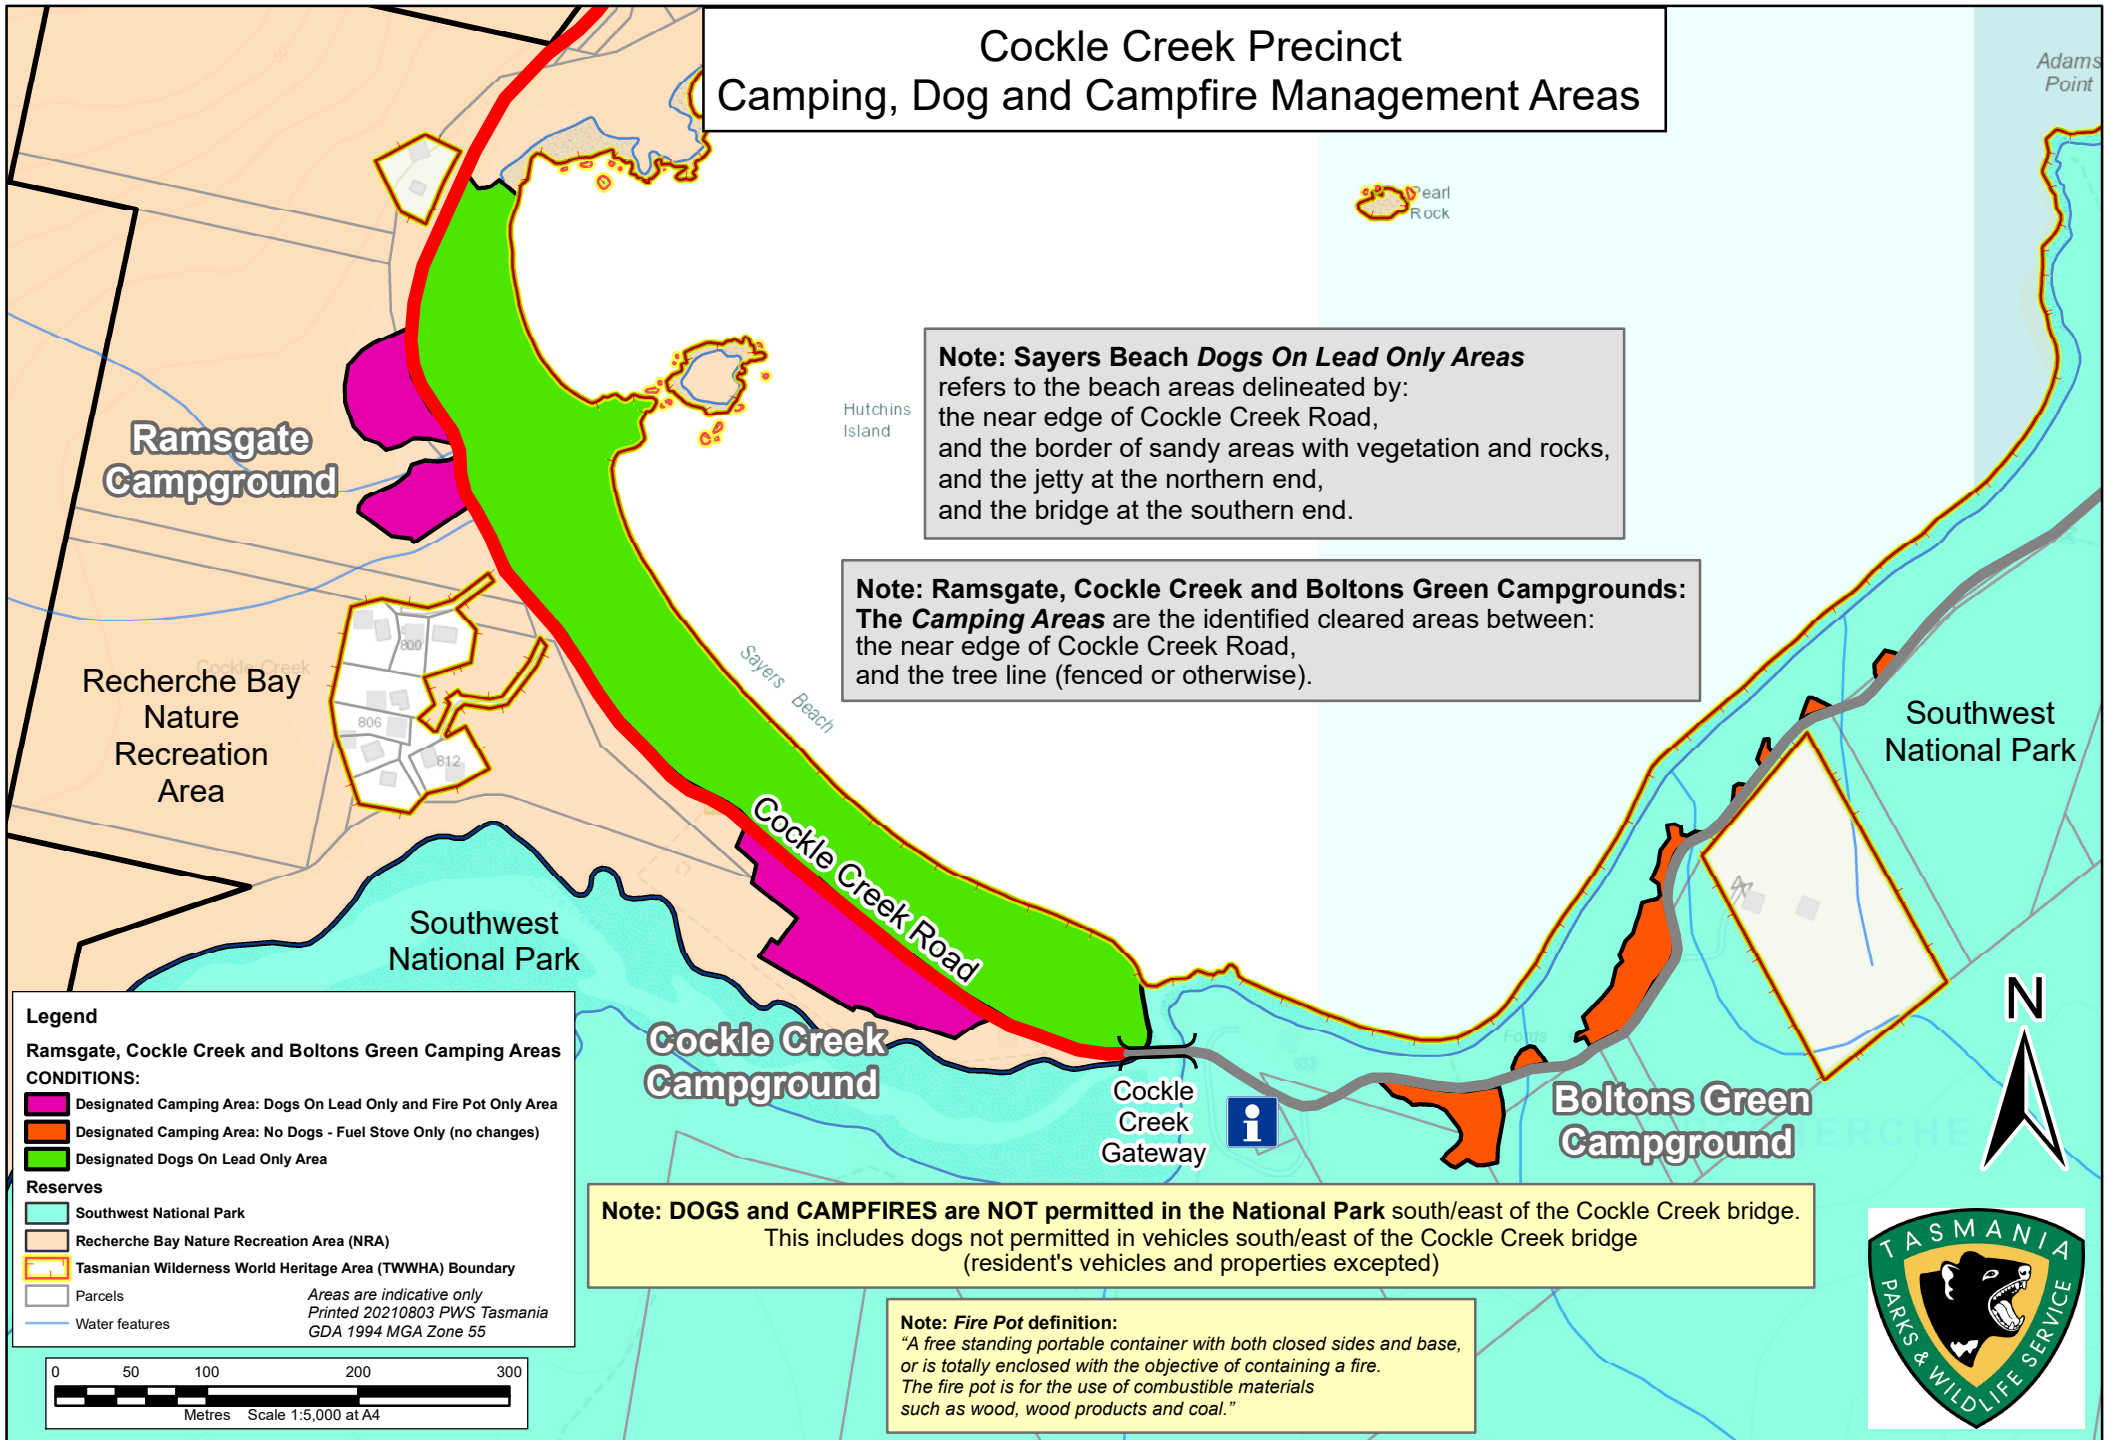 Cockle Creek Precinct
Camping, Dog and Campfire Management Areas
Adams
Point
Pearl
Rock
Note: Sayers Beach Dogs On Lead Only Areas
refers to the beach areas delineated by:
the near edge of Cockle Creek Road,
and the border of sandy areas with vegetation and rocks,
and the jetty at the northern end,
and the bridge at the southern end.
Hutchins
Island
Ramsgate
Campground
Note: Ramsgate, Cockle Creek and Boltons Green Campgrounds:
The Camping Areas are the identified cleared areas between:
the near edge of Cockle Creek Road,
and the tree line (fenced or otherwise).
800
Cockle Creek
Recherche Bay
Nature
Recreation
Area
806
812
Sayers Beach
Southwest
National Park
Cockle Creek Road
Southwest
National Park
Cockle Creek
Campground
Fords
833
Cockle
Creek
Gateway
i
Boltons Green
Campground
ERCHE
N
Legend
Ramsgate, Cockle Creek and Boltons Green Camping Areas
CONDITIONS:
Designated Camping Area: Dogs On Lead Only and Fire Pot Only Area
Designated Camping Area: No Dogs - Fuel Stove Only (no changes)
Designated Dogs On Lead Only Area
Reserves
Southwest National Park
Recherche Bay Nature Recreation Area (NRA)
Tasmanian Wilderness World Heritage Area (TWWHA) Boundary
Parcels
Water features
Areas are indicative only
Printed 20210803 PWS Tasmania
GDA 1994 MGA Zone 55
0 50 100 200 300
Metres Scale 1:5,000 at A4
Note: DOGS and CAMPFIRES are NOT permitted in the National Park south/east of the Cockle Creek bridge.
This includes dogs not permitted in vehicles south/east of the Cockle Creek bridge
(resident's vehicles and properties excepted)
Note: Fire Pot definition:
“A free standing portable container with both closed sides and base,
or is totally enclosed with the objective of containing a fire.
The fire pot is for the use of combustible materials
such as wood, wood products and coal.”
TASMANIA
PARKS & WILDLIFE SERVICE